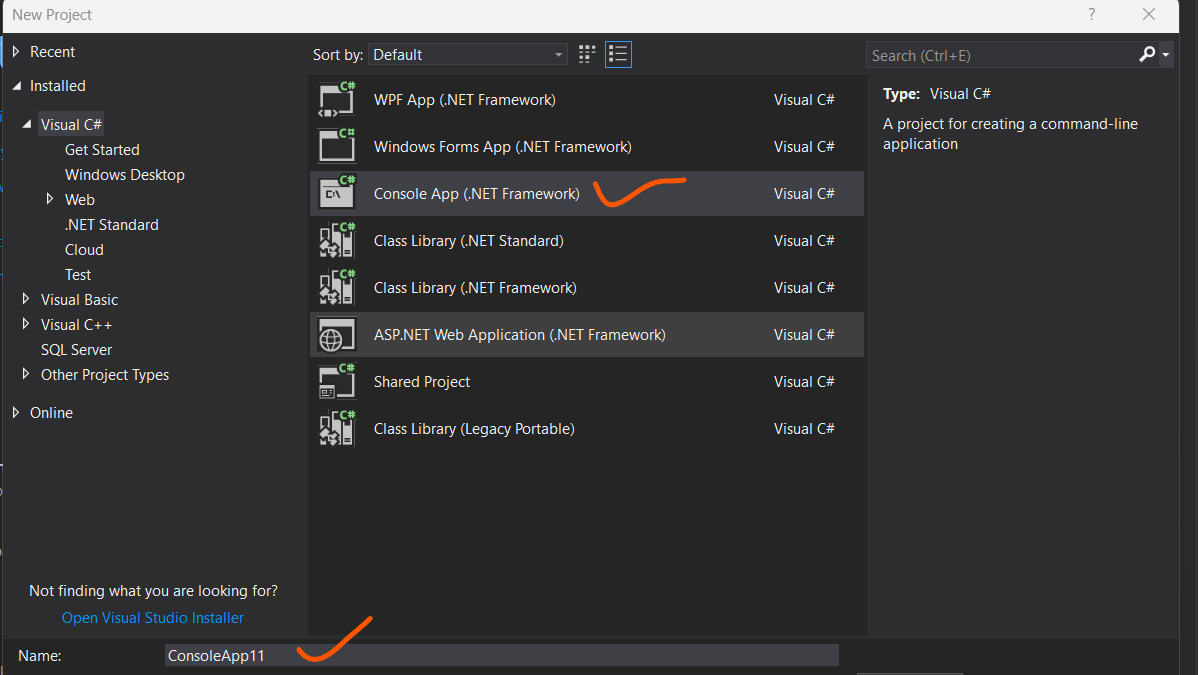 New Project
?
Recent
Installed
Visual C#
Get Started
Windows Desktop
Web
.NET Standard
Cloud
Test
Visual Basic
Visual C++
SQL Server
Other Project Types
Online
Not finding what you are looking for?
Open Visual Studio Installer
Sort by: Default
C# WPF App (.NET Framework) Visual C#
C# Windows Forms App (.NET Framework) Visual C#
C# C:\ Console App (.NET Framework) Visual C#
C# Class Library (.NET Standard) Visual C#
C# Class Library (.NET Framework) Visual C#
ASP.NET Web Application (.NET Framework) Visual C#
C# Shared Project Visual C#
C# Class Library (Legacy Portable) Visual C#
Search (Ctrl+E)
Type: Visual C#
A project for creating a command-line
application
Name: ConsoleApp11